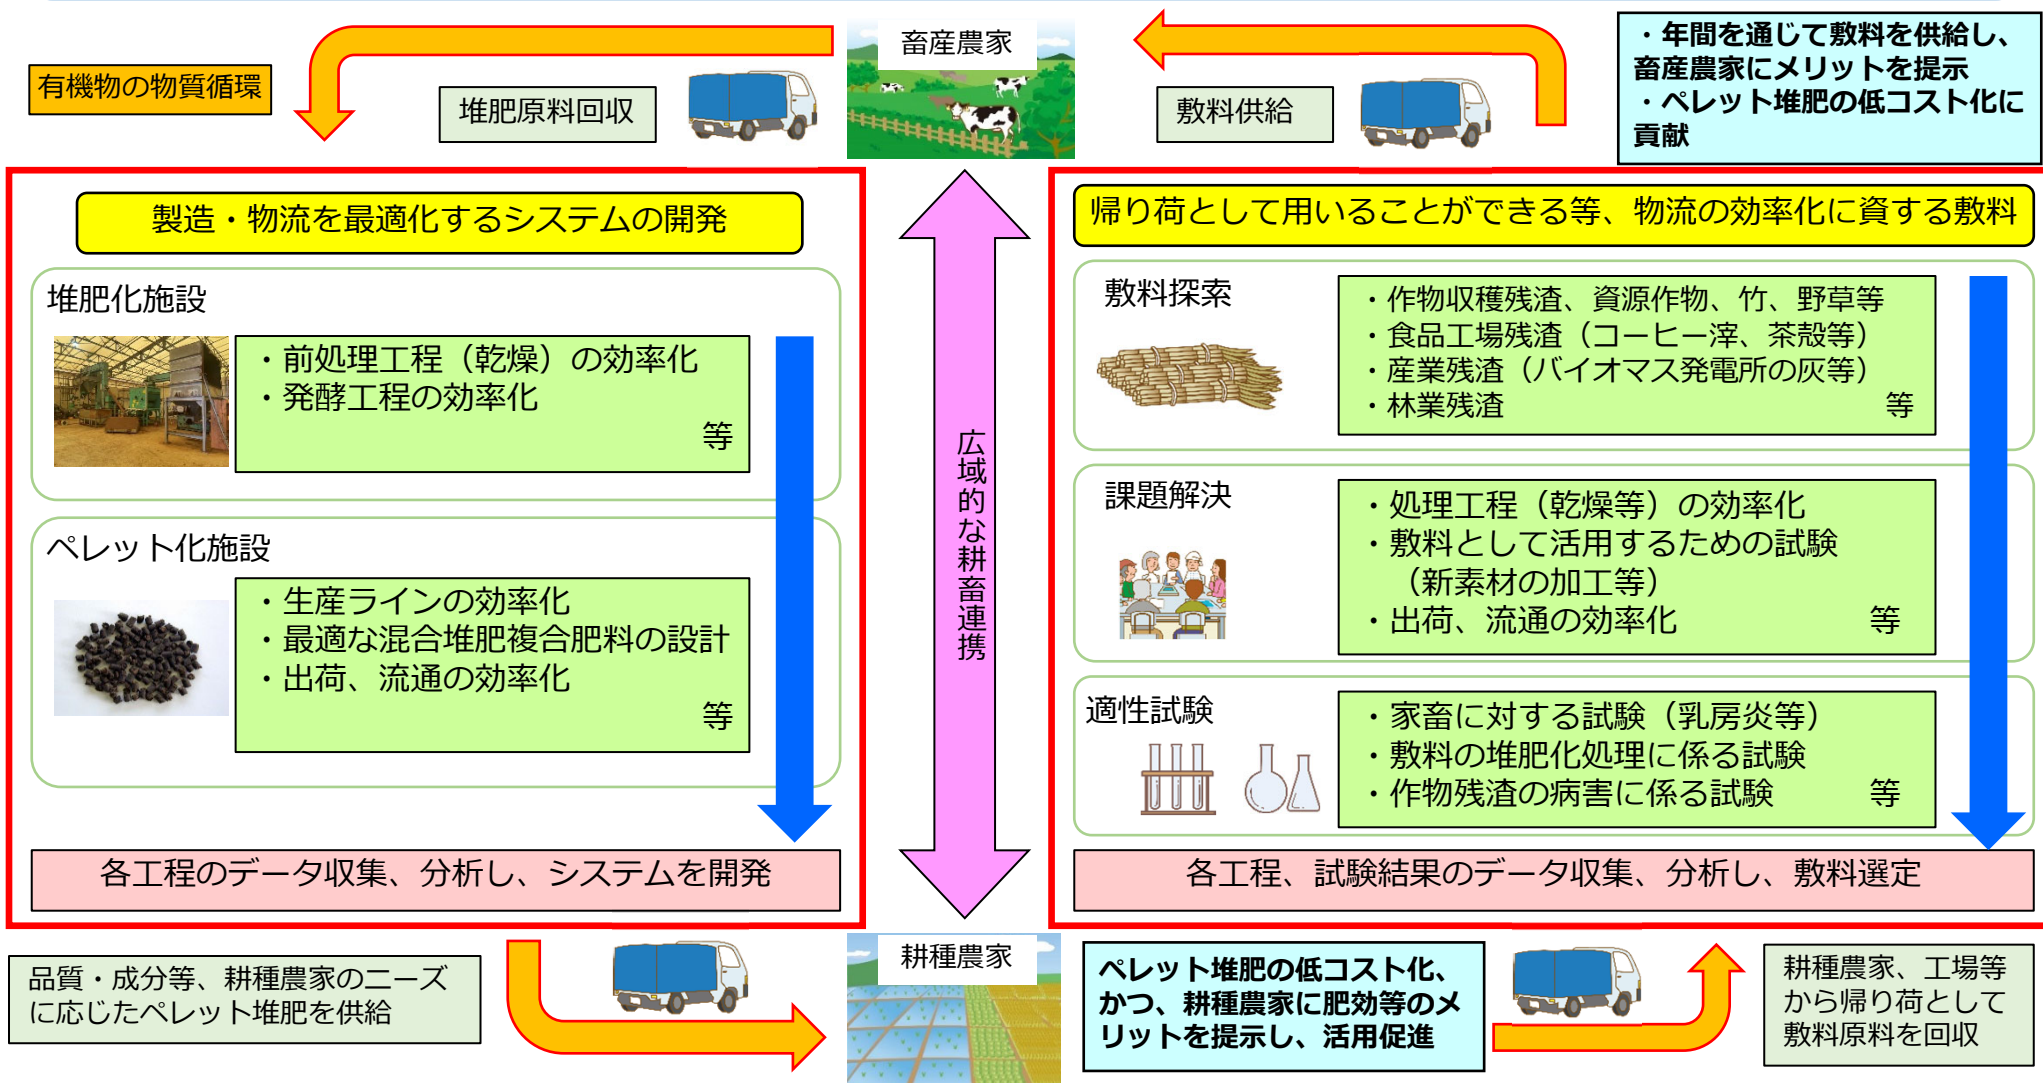 畜産農家
有機物の物質循環
堆肥原料回収
敷料供給
・年間を通じて敷料を供給し、
畜産農家にメリットを提示
・ペレット堆肥の低コスト化に
貢献
製造・物流を最適化するシステムの開発
堆肥化施設
・前処理工程（乾燥）の効率化
・発酵工程の効率化
等
ペレット化施設
・生産ラインの効率化
・最適な混合堆肥複合肥料の設計
・出荷、流通の効率化
等
各工程のデータ収集、分析し、システムを開発
広域的な耕畜連携
帰り荷として用いることができる等、物流の効率化に資する敷料
敷料探索
・作物収穫残渣、資源作物、竹、野草等
・食品工場残渣（コーヒー滓、茶殻等）
・産業残渣（バイオマス発電所の灰等）
・林業残渣 等
課題解決
・処理工程（乾燥等）の効率化
・敷料として活用するための試験
（新素材の加工等）
・出荷、流通の効率化 等
適性試験
・家畜に対する試験（乳房炎等）
・敷料の堆肥化処理に係る試験
・作物残渣の病害に係る試験 等
各工程、試験結果のデータ収集、分析し、敷料選定
品質・成分等、耕種農家のニーズ
に応じたペレット堆肥を供給
耕種農家
ペレット堆肥の低コスト化、
かつ、耕種農家に肥効等のメ
リットを提示し、活用促進
耕種農家、工場等
から帰り荷として
敷料原料を回収